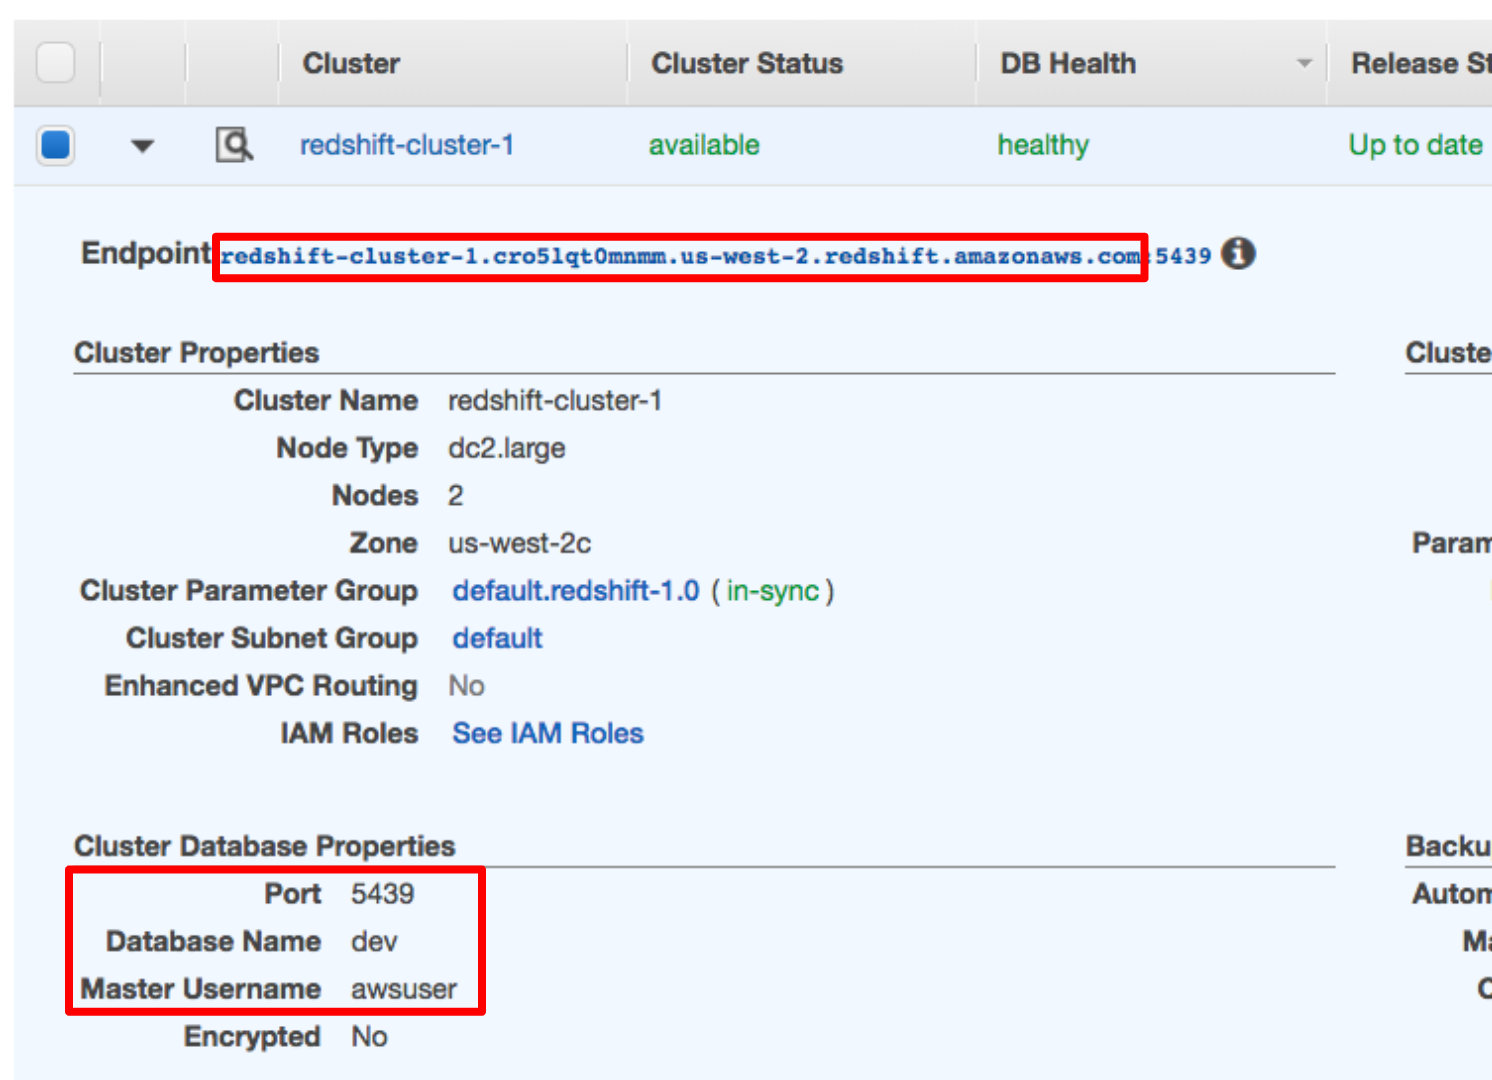 Cluster Cluster Status DB Health Release St
redshift-cluster-1 available healthy Up to date
Endpoint redshift-cluster-1.cro5lqt0mnmm.us-west-2.redshift.amazonaws.com:5439
Cluster Properties Cluste
Cluster Name redshift-cluster-1
Node Type dc2.large
Nodes 2
Zone us-west-2c Param
Cluster Parameter Group default.redshift-1.0 ( in-sync )
Cluster Subnet Group default
Enhanced VPC Routing No
IAM Roles See IAM Roles
Cluster Database Properties Backu
Port 5439 Autom
Database Name dev Ma
Master Username awsuser
Encrypted No